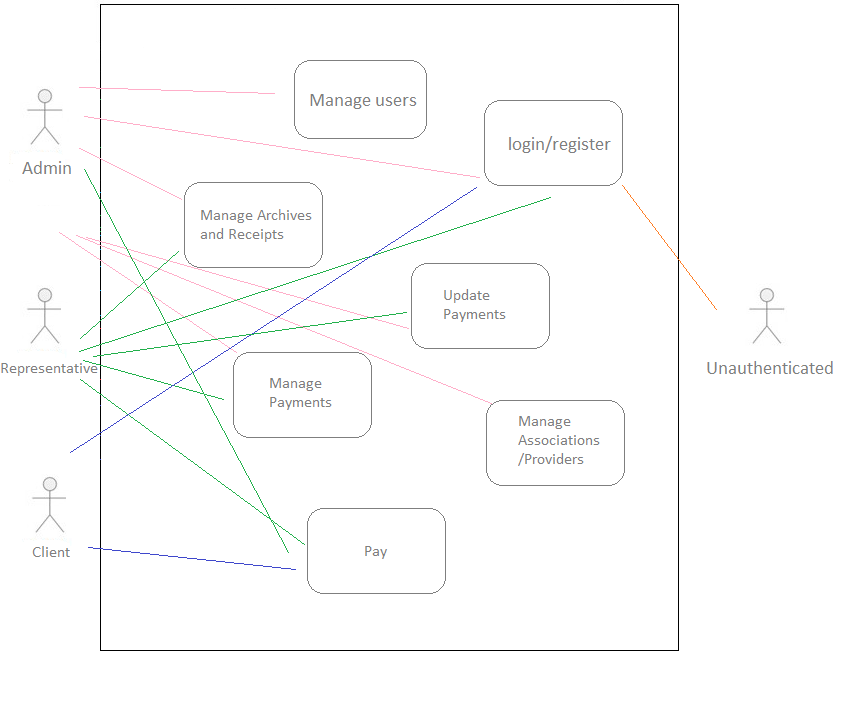 Manage users
login/register
Admin
Manage Archives
and Receipts
Update
Payments
Representative
Unauthenticated
Manage
Payments
Manage
Associations
/Providers
Client
Pay